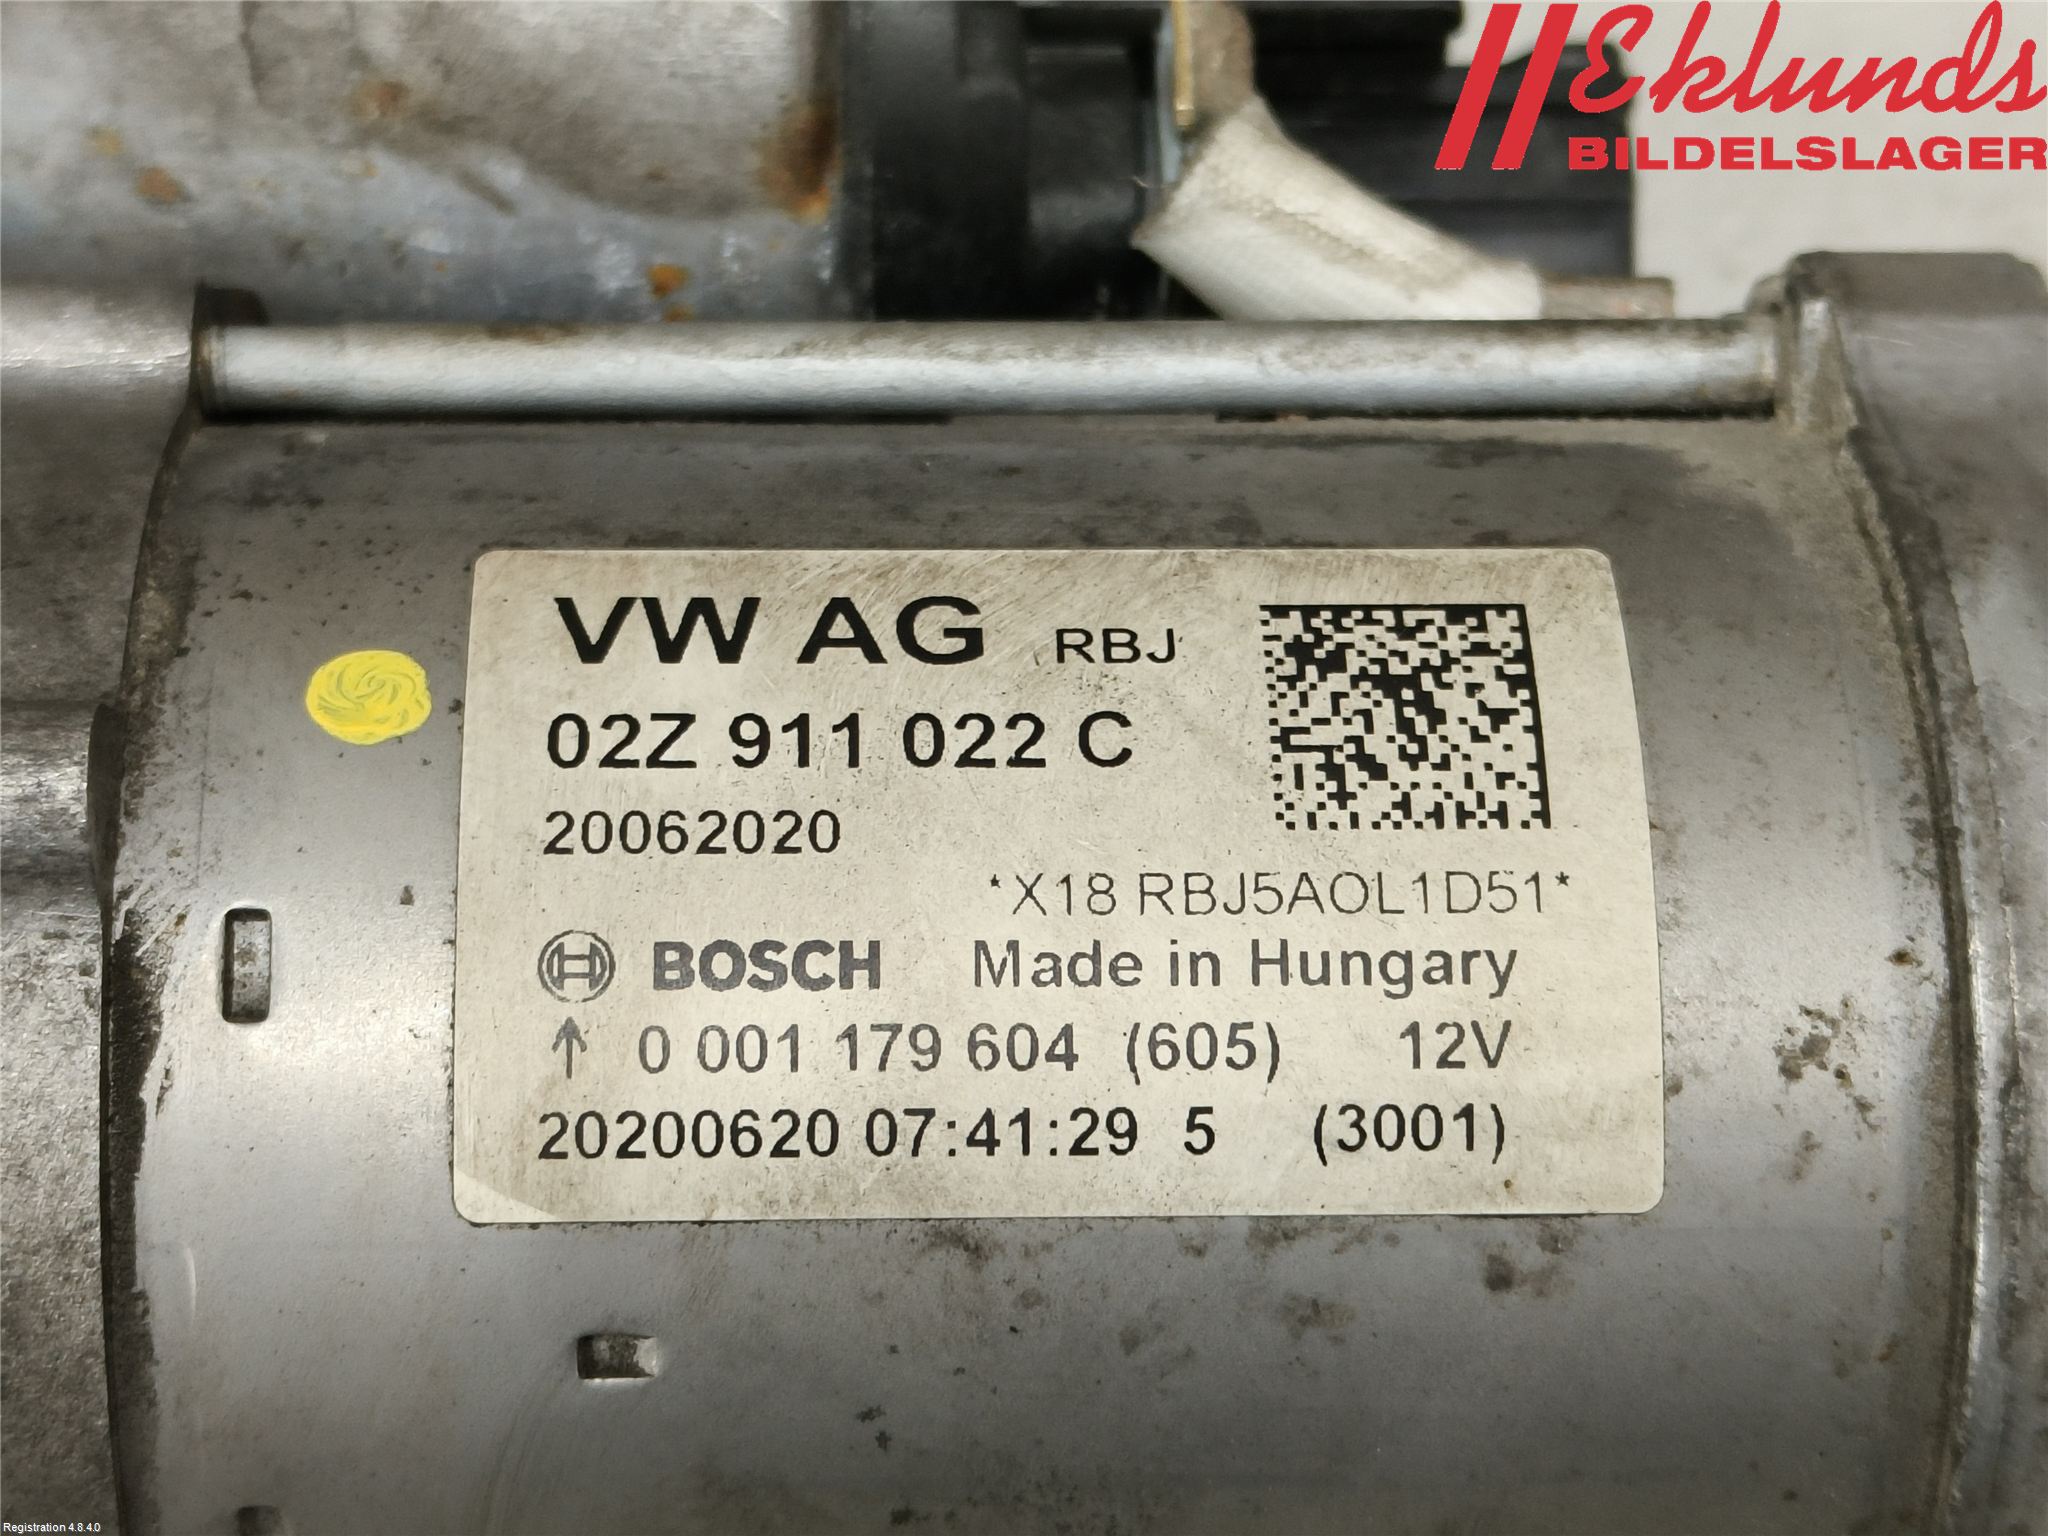 Eklunds
BILDELSLAGER
VW AG RBJ
02Z 911 022 C
20062020
*X18 RBJ5AOL1D51*
BOSCH Made in Hungary
↑ 0 001 179 604 (605) 12V
20200620 07:41:29 5 (3001)
Registration 4.8.4.0